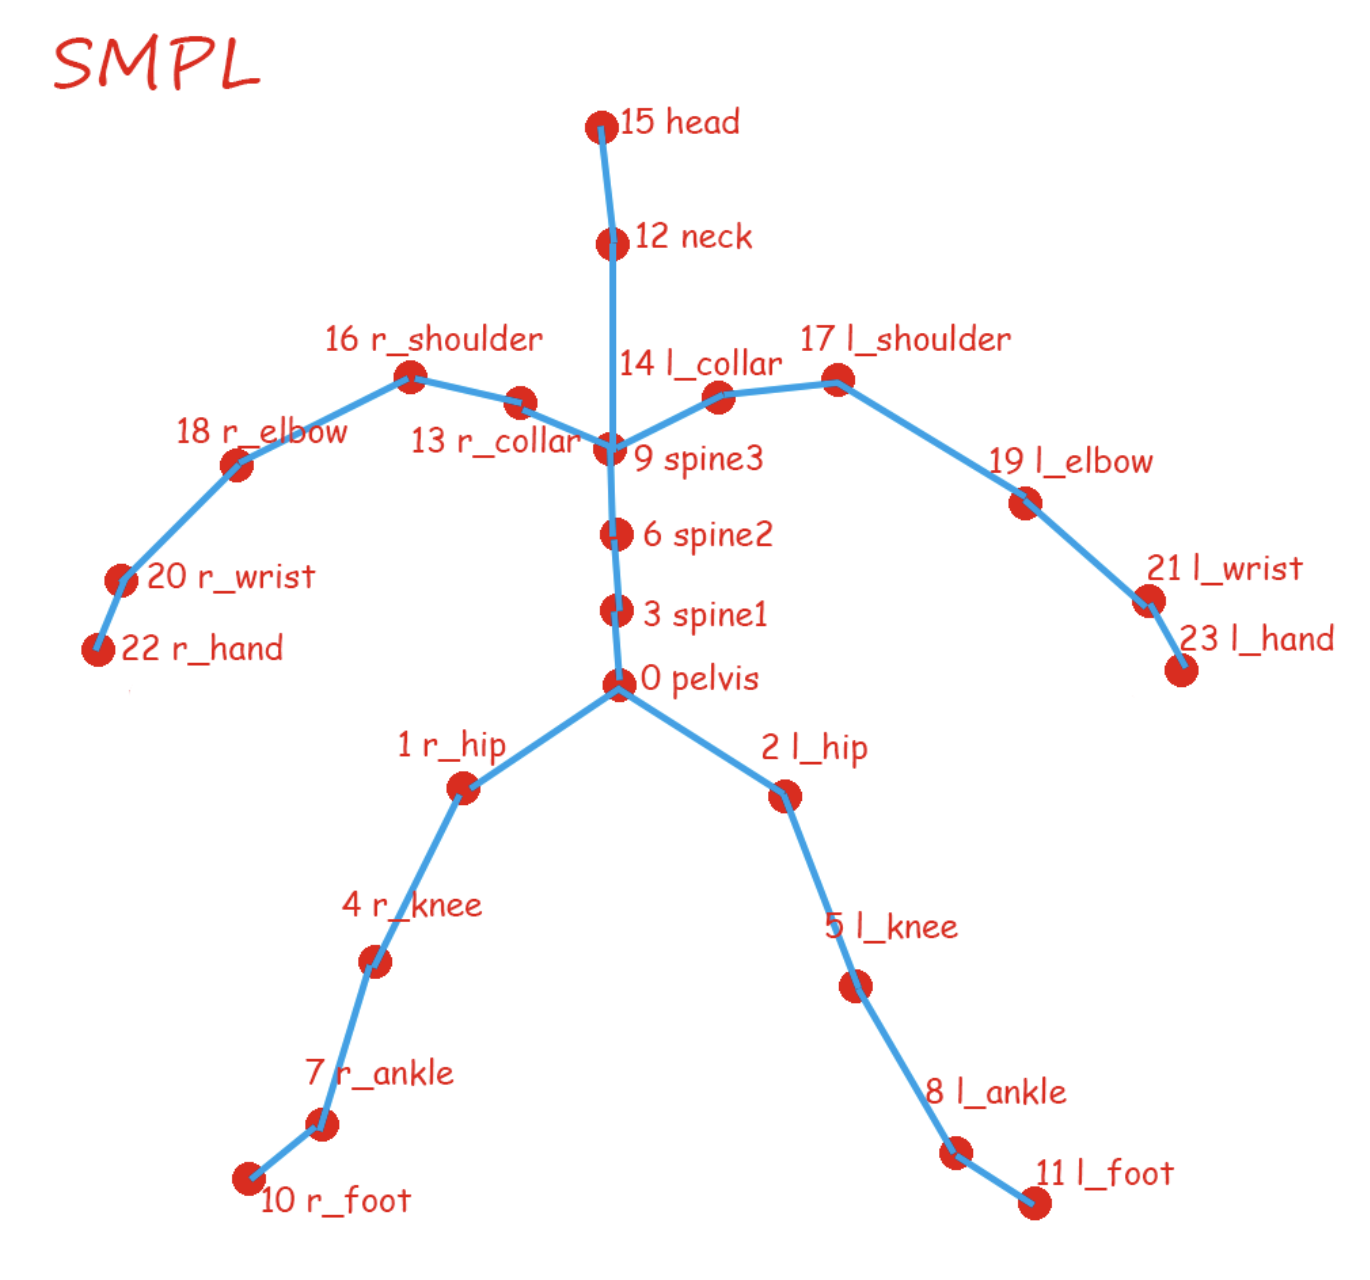 SMPL
15 head
12 neck
16 r_shoulder
17 l_shoulder
14 l_collar
18 r_elbow
13 r_collar
9 spine3
19 l_elbow
6 spine2
20 r_wrist
21 l_wrist
3 spine1
22 r_hand
23 l_hand
0 pelvis
1 r_hip
2 l_hip
4 r_knee
5 l_knee
7 r_ankle
8 l_ankle
10 r_foot
11 l_foot